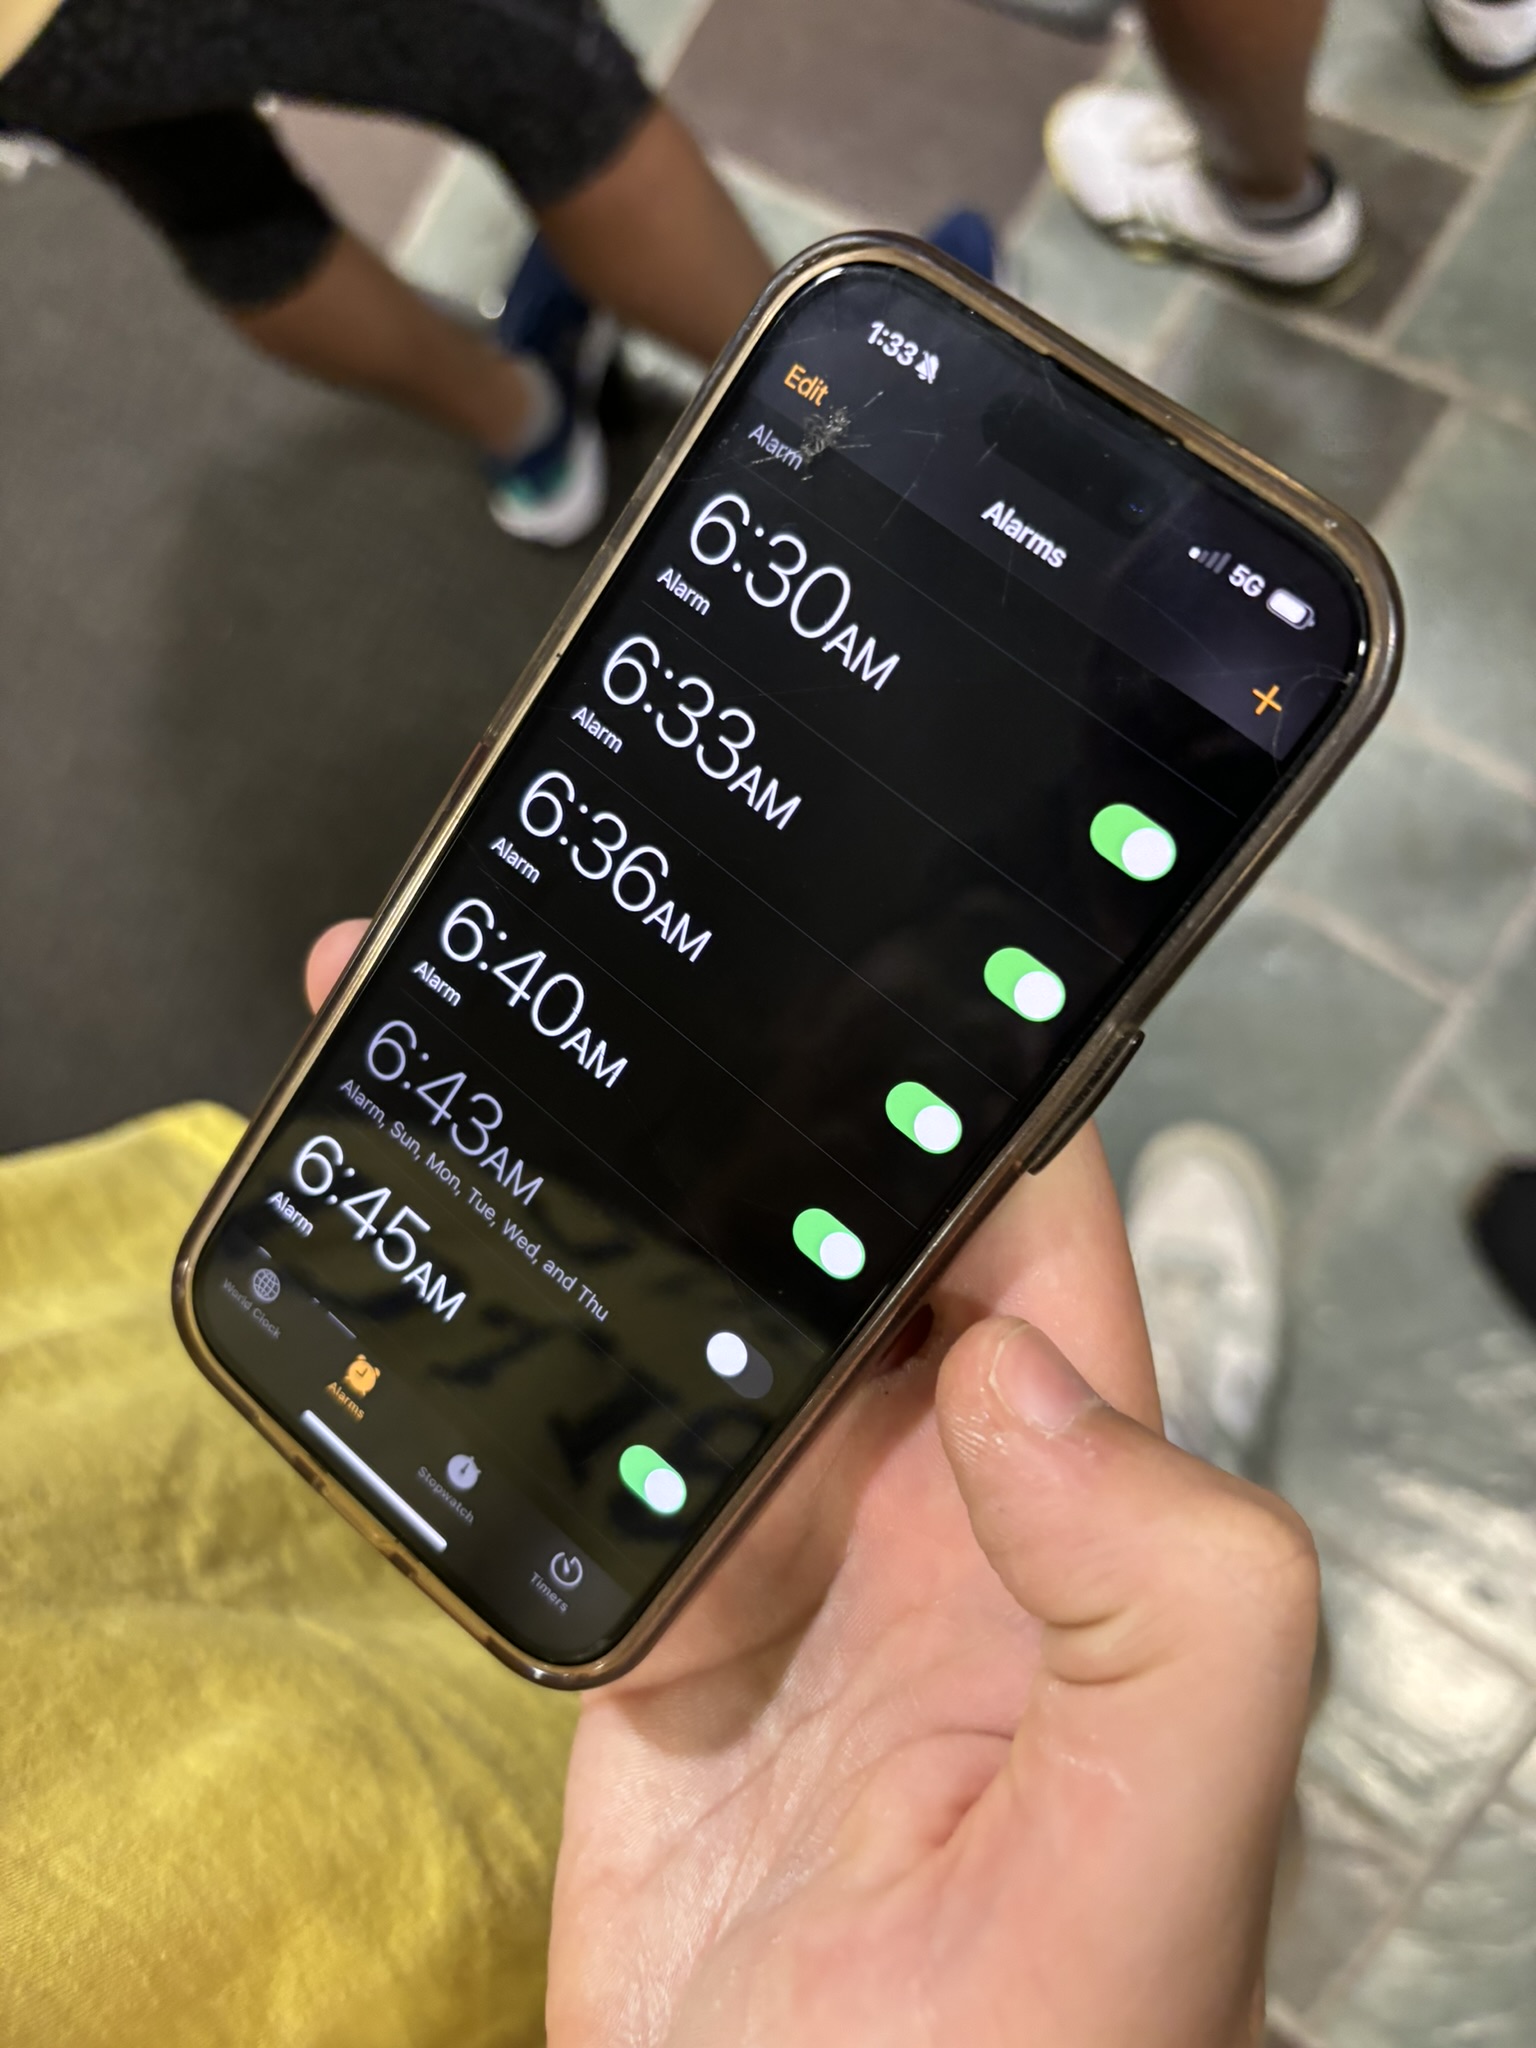 1:33
5G
Edit
Alarms
+
Alarm
6:30AM
Alarm
6:33AM
Alarm
6:36AM
Alarm
6:40AM
Alarm
6:43AM
Alarm, Sun, Mon, Tue, Wed, and Thu
6:45AM
Alarm
World Clock
Alarms
Stopwatch
Timers